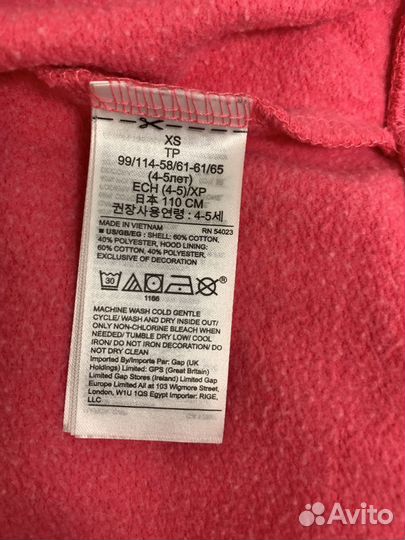 XS
TP
99/114-58/61-61/65
(4-5лет)
ECH (4-5)/XP
日本 110 CM
권장사용연령 : 4-5세
MADE IN VIETNAM RN 54023
■ US/GB/EG : SHELL: 60% COTTON,
40% POLYESTER, HOOD LINING:
60% COTTON, 40% POLYESTER,
EXCLUSIVE OF DECORATION
30
1166
MACHINE WASH COLD GENTLE
CYCLE/ WASH AND DRY INSIDE OUT/
ONLY NON-CHLORINE BLEACH WHEN
NEEDED/ TUMBLE DRY LOW/ COOL
IRON/ DO NOT IRON DECORATION/ DO
NOT DRY CLEAN
Imported By/Importés Par: Gap (UK
Holdings) Limited: GPS (Great Britain)
Limited Gap Stores (Ireland) Limited Gap
Europe Limited All at 103 Wigmore Street,
London, W1U 1QS Egypt Importer: RIGE,
LLC
Avito